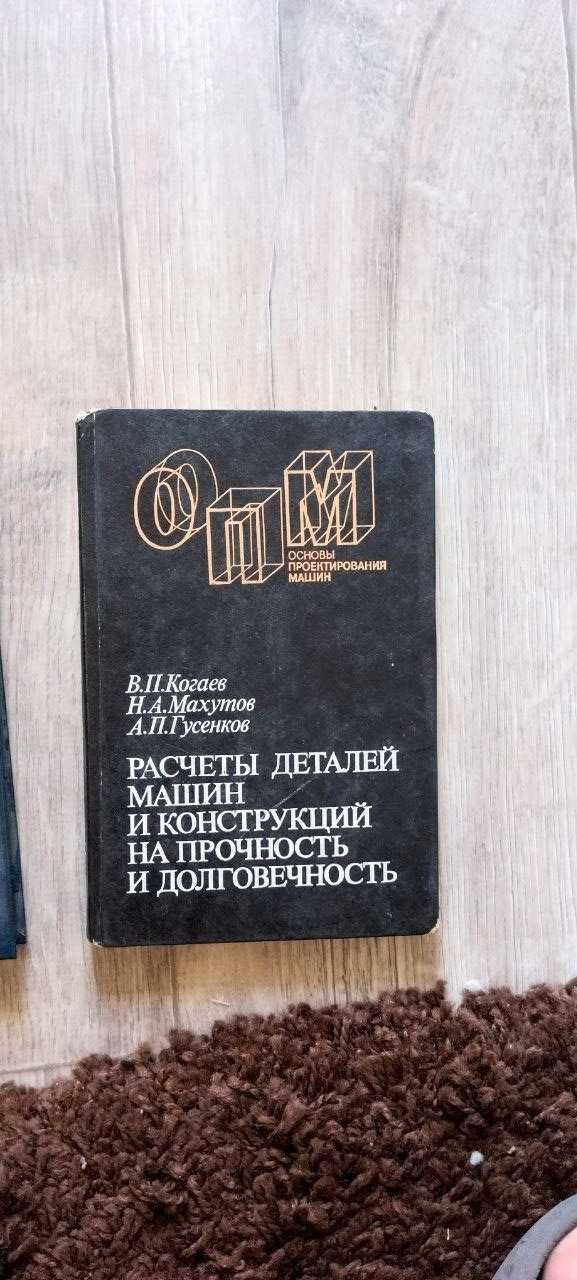 ОПМ
ОСНОВЫ
ПРОЕКТИРОВАНИЯ
МАШИН
В.П.Когаев
Н.А.Махутов
А.П.Гусенков
РАСЧЕТЫ ДЕТАЛЕЙ
МАШИН
И КОНСТРУКЦИЙ
НА ПРОЧНОСТЬ
И ДОЛГОВЕЧНОСТЬ